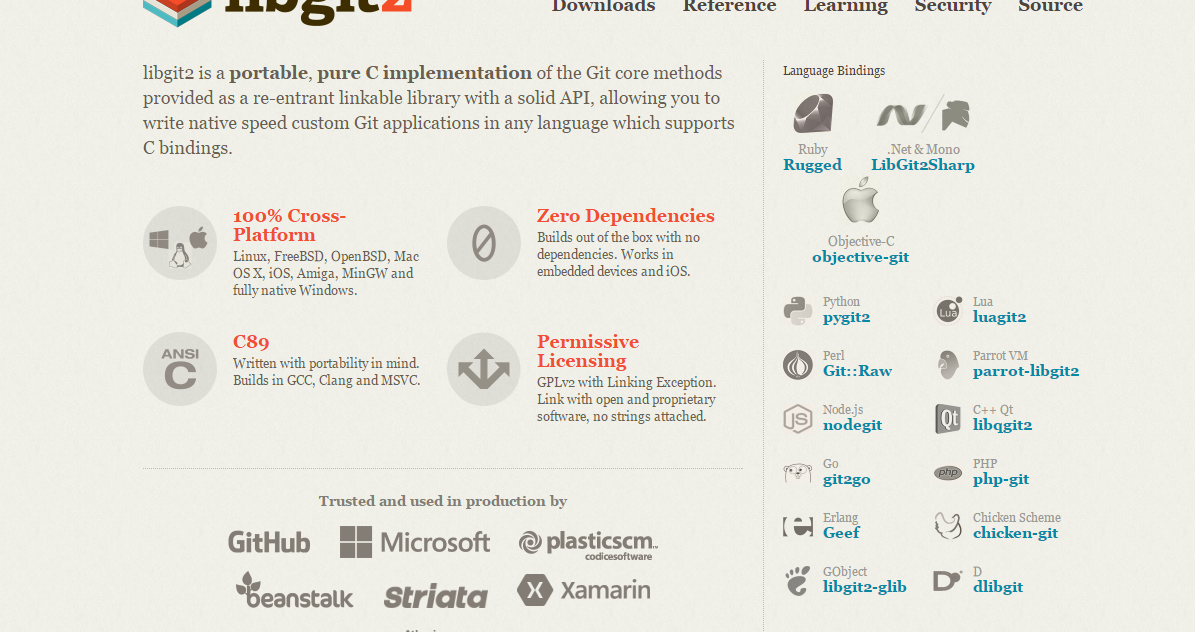 libgit2
Downloads Reference Learning Security Source
libgit2 is a portable, pure C implementation of the Git core methods
provided as a re-entrant linkable library with a solid API, allowing you to
write native speed custom Git applications in any language which supports
C bindings.
100% Cross-
Platform
Linux, FreeBSD, OpenBSD, Mac
OS X, iOS, Amiga, MinGW and
fully native Windows.
0
Zero Dependencies
Builds out of the box with no
dependencies. Works in
embedded devices and iOS.
ANSI
C
C89
Written with portability in mind.
Builds in GCC, Clang and MSVC.
Permissive
Licensing
GPLv2 with Linking Exception.
Link with open and proprietary
software, no strings attached.
Trusted and used in production by
GitHub
Microsoft
plasticscm™
codicesoftware
beanstalk
Striata
X Xamarin
Language Bindings
Ruby
Rugged
.Net & Mono
LibGit2Sharp
Objective-C
objective-git
Python
pygit2
Lua
Lua
luagit2
Perl
Git::Raw
Parrot VM
parrot-libgit2
JS
Node.js
nodegit
Qt
C++ Qt
libqgit2
Go
git2go
php
PHP
php-git
e
Erlang
Geef
Chicken Scheme
chicken-git
GObject
libgit2-glib
D
D
dlibgit